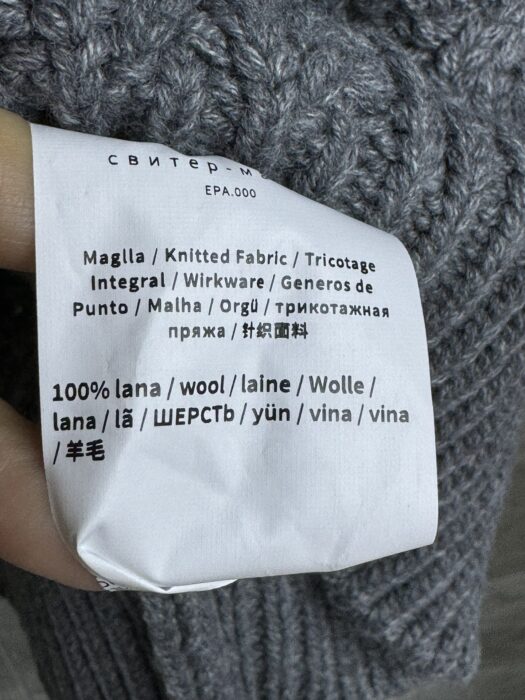 свитер-м
EPA.000
Maglla / Knitted Fabric / Tricotage
Integral / Wirkware / Generos de
Punto / Malha / Orgü / трикотажная
пряжа / 针织面料
100% lana / wool / laine / Wolle /
lana / lã / ШЕРСТЬ / yün / vina / vina
/ 羊毛